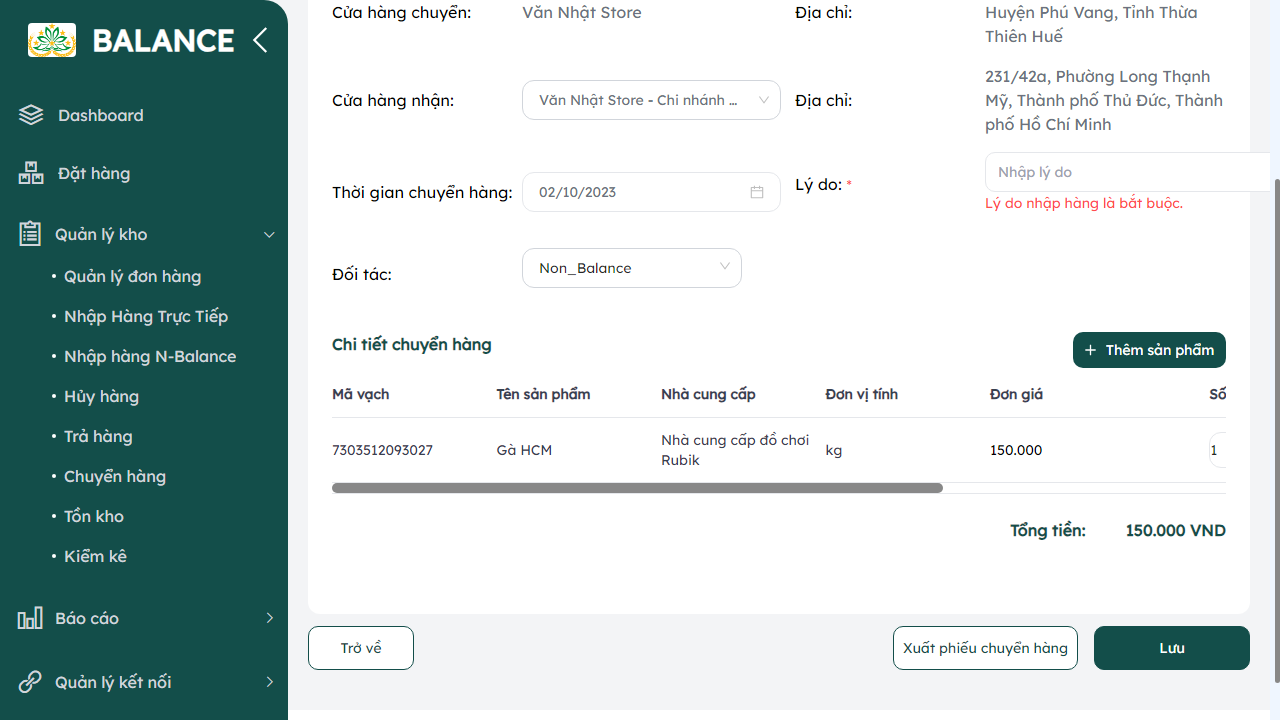 BALANCE
Dashboard
Đặt hàng
Quản lý kho
Quản lý đơn hàng
Nhập Hàng Trực Tiếp
Nhập hàng N-Balance
Hủy hàng
Trả hàng
Chuyển hàng
Tồn kho
Kiểm kê
Báo cáo
Quản lý kết nối
Cửa hàng chuyển:
Văn Nhật Store
Địa chỉ:
Huyện Phú Vang, Tỉnh Thừa
Thiên Huế
Cửa hàng nhận:
Văn Nhật Store - Chi nhánh ...
Địa chỉ:
231/42a, Phường Long Thạnh
Mỹ, Thành phố Thủ Đức, Thành
phố Hồ Chí Minh
Thời gian chuyển hàng:
02/10/2023
Lý do: *
Nhập lý do
Lý do nhập hàng là bắt buộc.
Đối tác:
Non_Balance
Chi tiết chuyển hàng
Thêm sản phẩm
Mã vạch
Tên sản phẩm
Nhà cung cấp
Đơn vị tính
Đơn giá
Số
7303512093027
Gà HCM
Nhà cung cấp đồ chơi
Rubik
kg
150.000
1
Tổng tiền:
150.000 VND
Trở về
Xuất phiếu chuyển hàng
Lưu